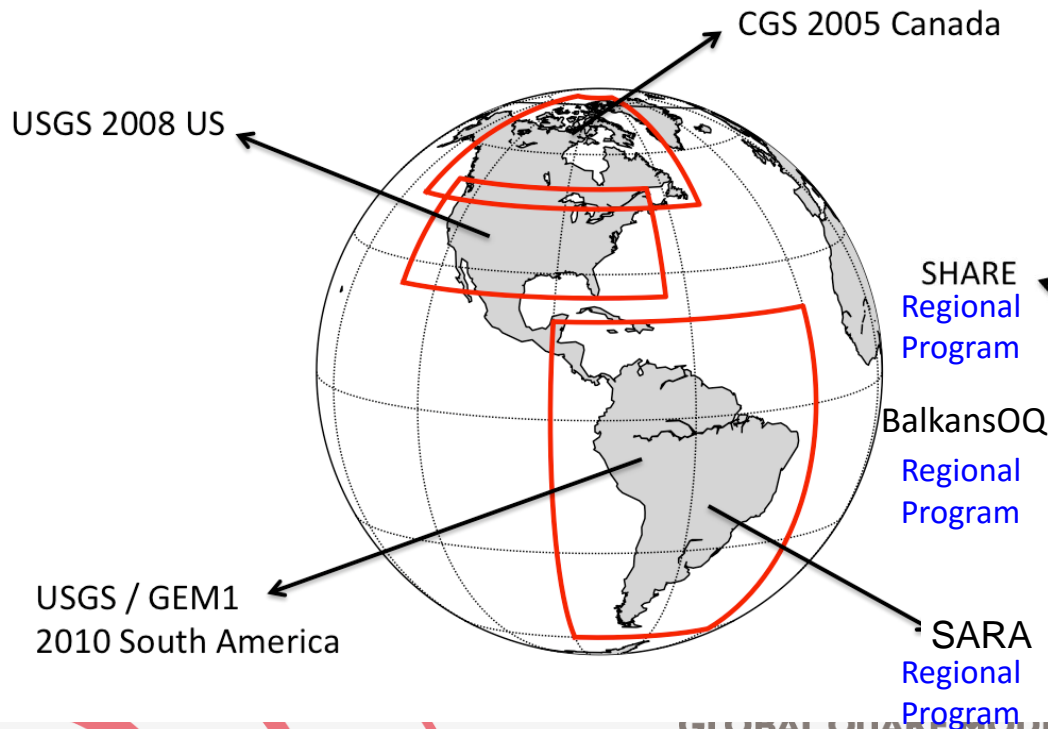 CGS 2005 Canada
USGS 2008 US
SHARE
Regional
Program
BalkansOQ
Regional
Program
USGS / GEM1
2010 South America
SARA
Regional
Program